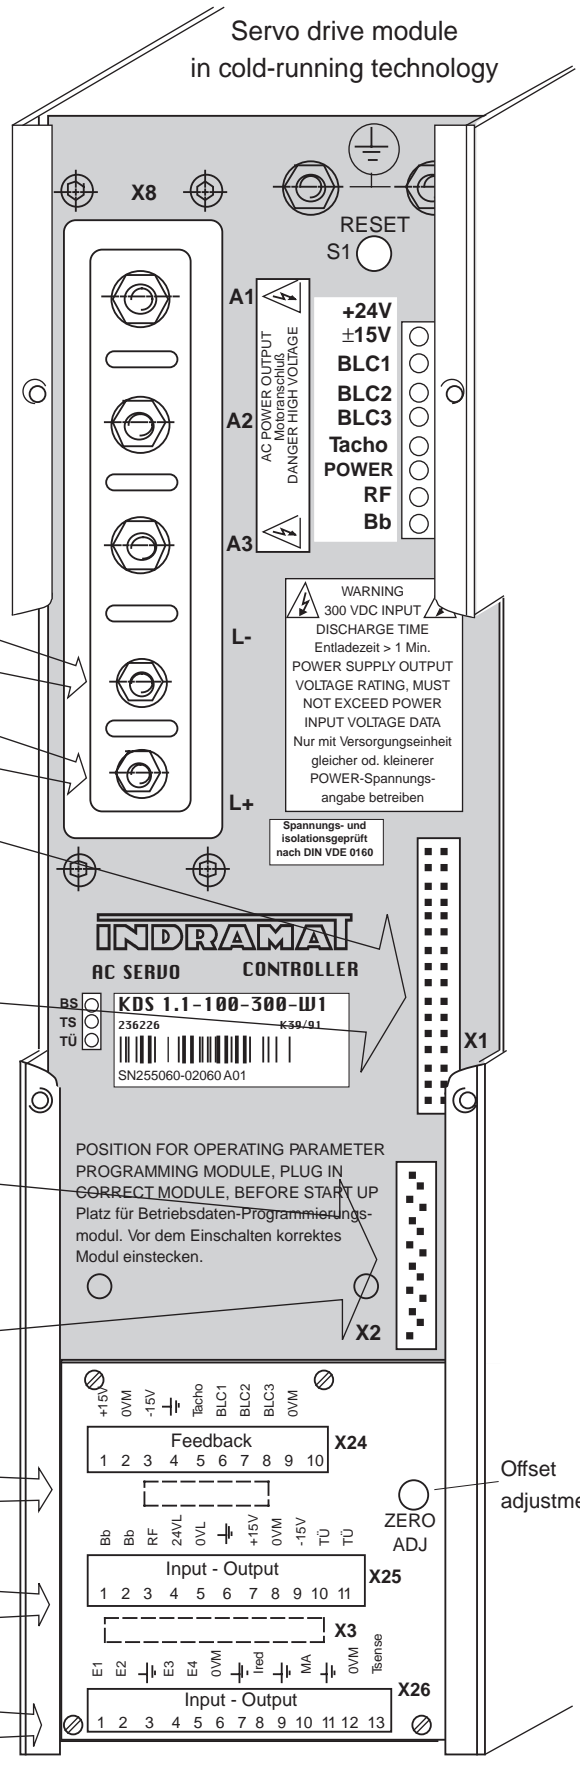 Servo drive module
in cold-running technology
X8
RESET
S1
A1
A2
A3
L-
L+
AC POWER OUTPUT
Motoranschluß
DANGER HIGH VOLTAGE
+24V
±15V
BLC1
BLC2
BLC3
Tacho
POWER
RF
Bb
WARNING
300 VDC INPUT
DISCHARGE TIME
Entladezeit > 1 Min.
POWER SUPPLY OUTPUT
VOLTAGE RATING, MUST
NOT EXCEED POWER
INPUT VOLTAGE DATA
Nur mit Versorgungseinheit
gleicher od. kleinerer
POWER-Spannungs-
angabe betreiben
Spannungs- und
isolationsgeprüft
nach DIN VDE 0160
INDRAMAT
AC SERVO CONTROLLER
BS
TS
TÜ
KDS 1.1-100-300-W1
236226 K39/91
SN255060-02060 A01
X1
POSITION FOR OPERATING PARAMETER
PROGRAMMING MODULE, PLUG IN
CORRECT MODULE, BEFORE START UP
Platz für Betriebsdaten-Programmierungs-
modul. Vor dem Einschalten korrektes
Modul einstecken.
X2
+15V 0VM -15V Tacho BLC1 BLC2 BLC3 0VM
Feedback
1 2 3 4 5 6 7 8 9 10
X24
Offset
adjustme
ZERO
ADJ
Bb Bb RF 24VL 0VL +15V 0VM -15V TÜ TÜ
Input - Output
1 2 3 4 5 6 7 8 9 10 11
X25
X3
E1 E2 E3 E4 0VM Ired MA 0VM Tsense
Input - Output
1 2 3 4 5 6 7 8 9 10 11 12 13
X26